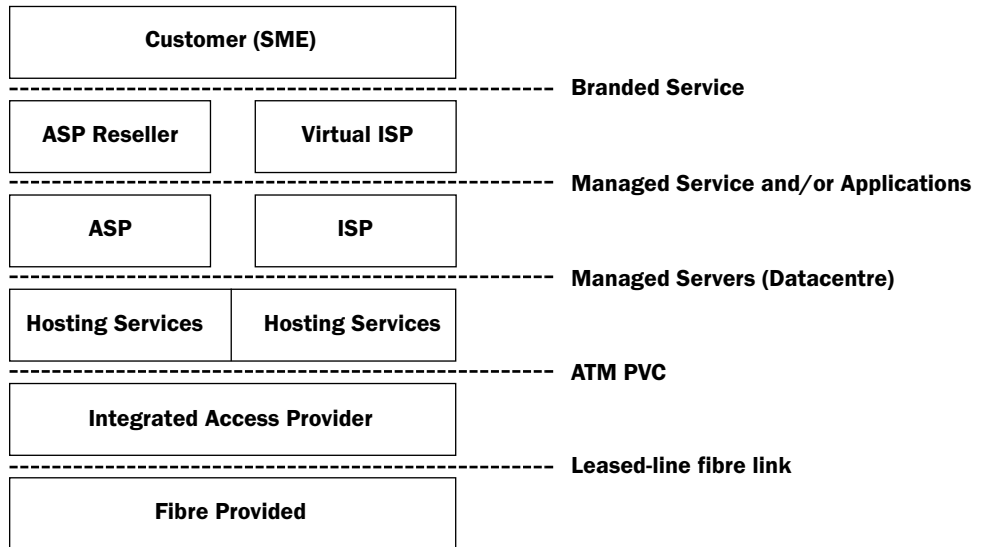 Customer (SME)
Branded Service
ASP Reseller
Virtual ISP
Managed Service and/or Applications
ASP
ISP
Managed Servers (Datacentre)
Hosting Services
Hosting Services
ATM PVC
Integrated Access Provider
Leased-line fibre link
Fibre Provided